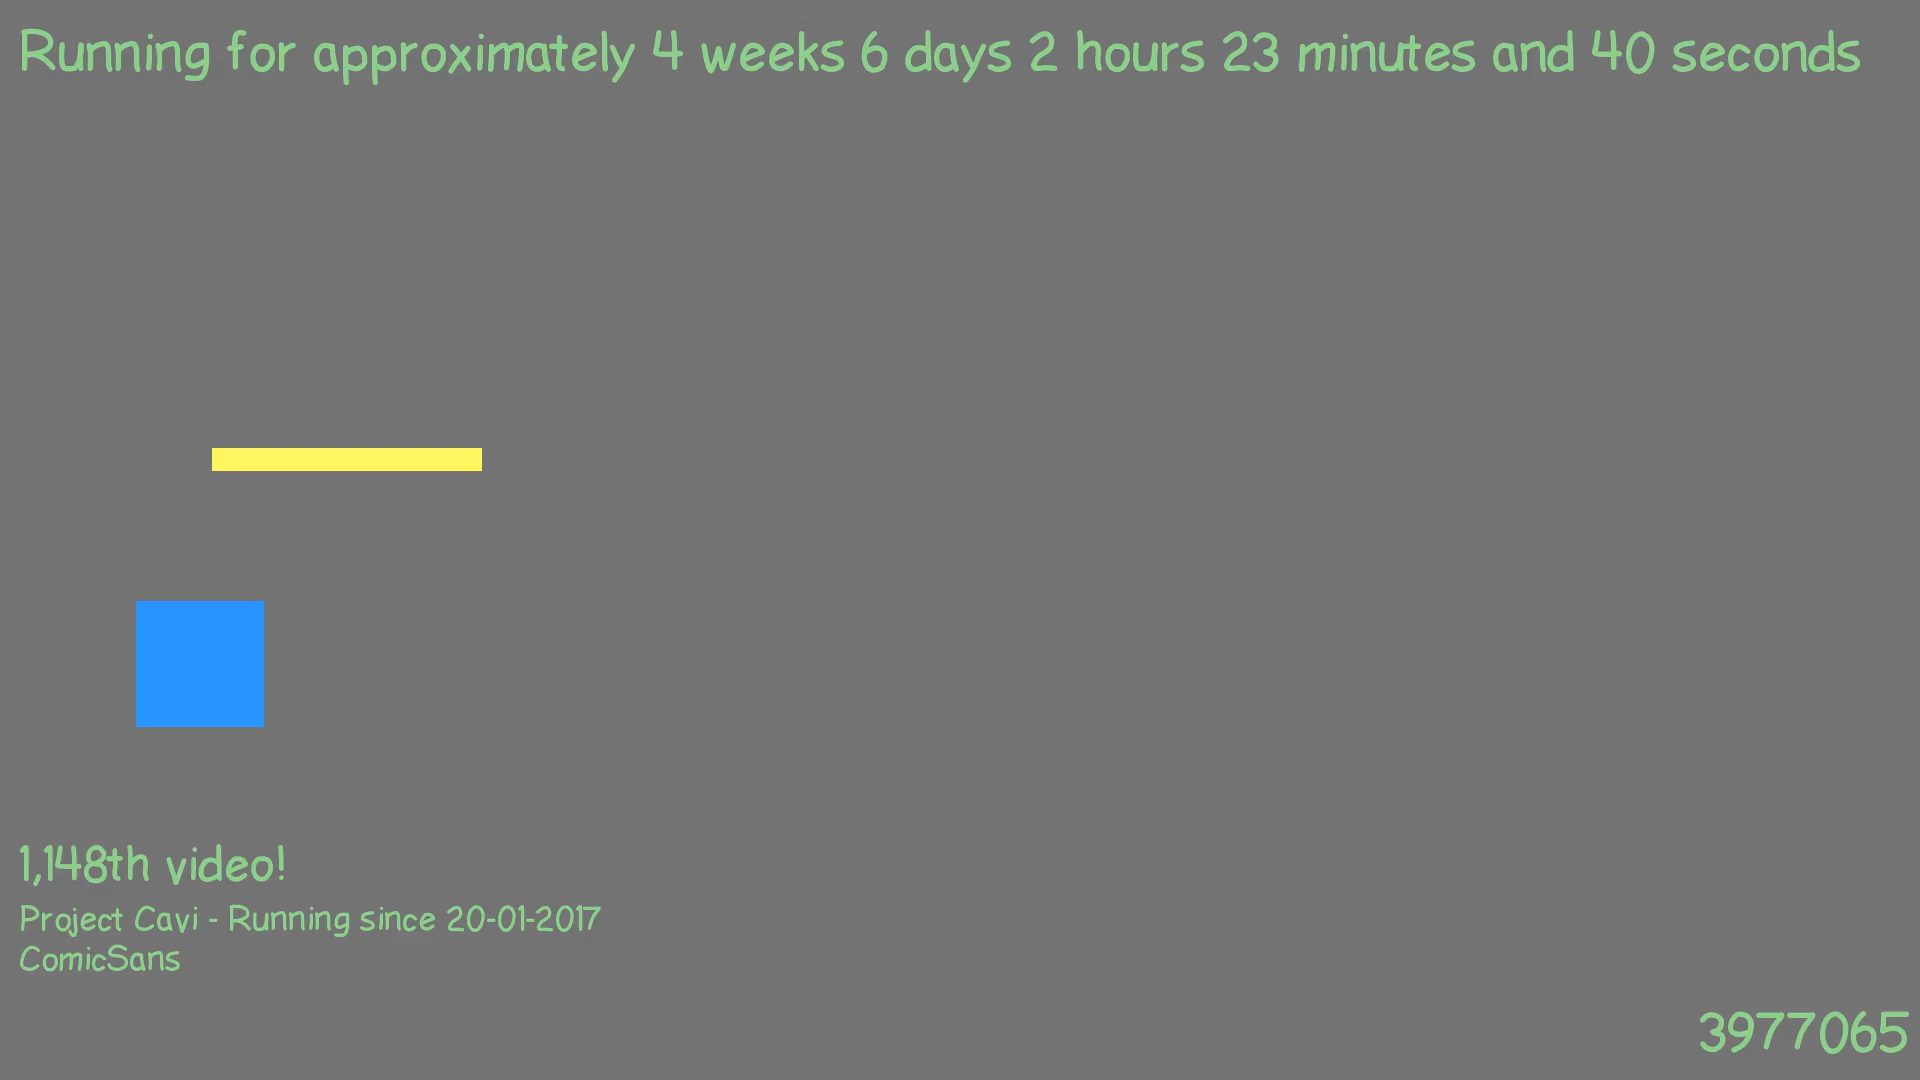 Running for approximately 4 weeks 6 days 2 hours 23 minutes and 40 seconds
1,148th video!
Project Cavi - Running since 20-01-2017
ComicSans
3977065